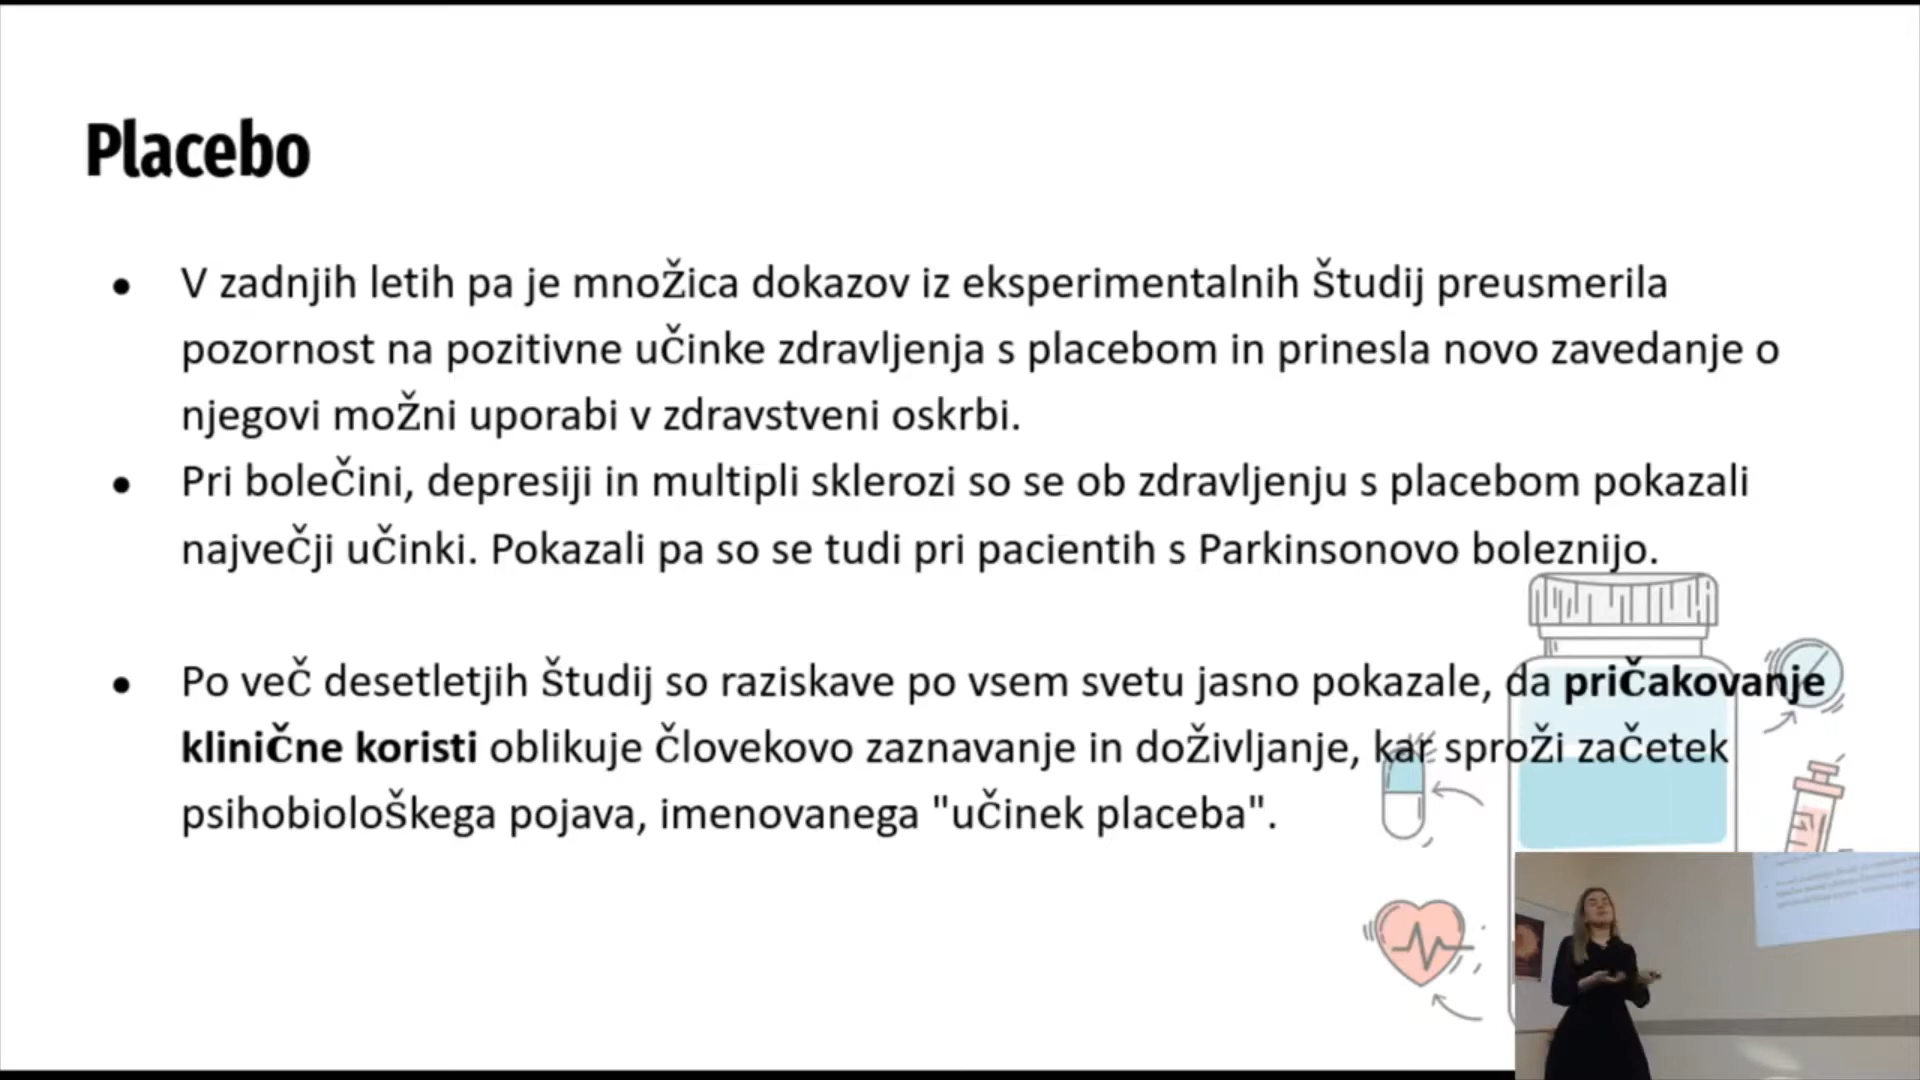 Placebo
● V zadnjih letih pa je množica dokazov iz eksperimentalnih študij preusmerila
pozornost na pozitivne učinke zdravljenja s placebom in prinesla novo zavedanje o
njegovi možni uporabi v zdravstveni oskrbi.
● Pri bolečini, depresiji in multipli sklerozi so se ob zdravljenju s placebom pokazali
največji učinki. Pokazali pa so se tudi pri pacientih s Parkinsonovo boleznijo.
● Po več desetletjih študij so raziskave po vsem svetu jasno pokazale, da pričakovanje
klinične koristi oblikuje človekovo zaznavanje in doživljanje, kar sproži začetek
psihobiološkega pojava, imenovanega "učinek placeba".